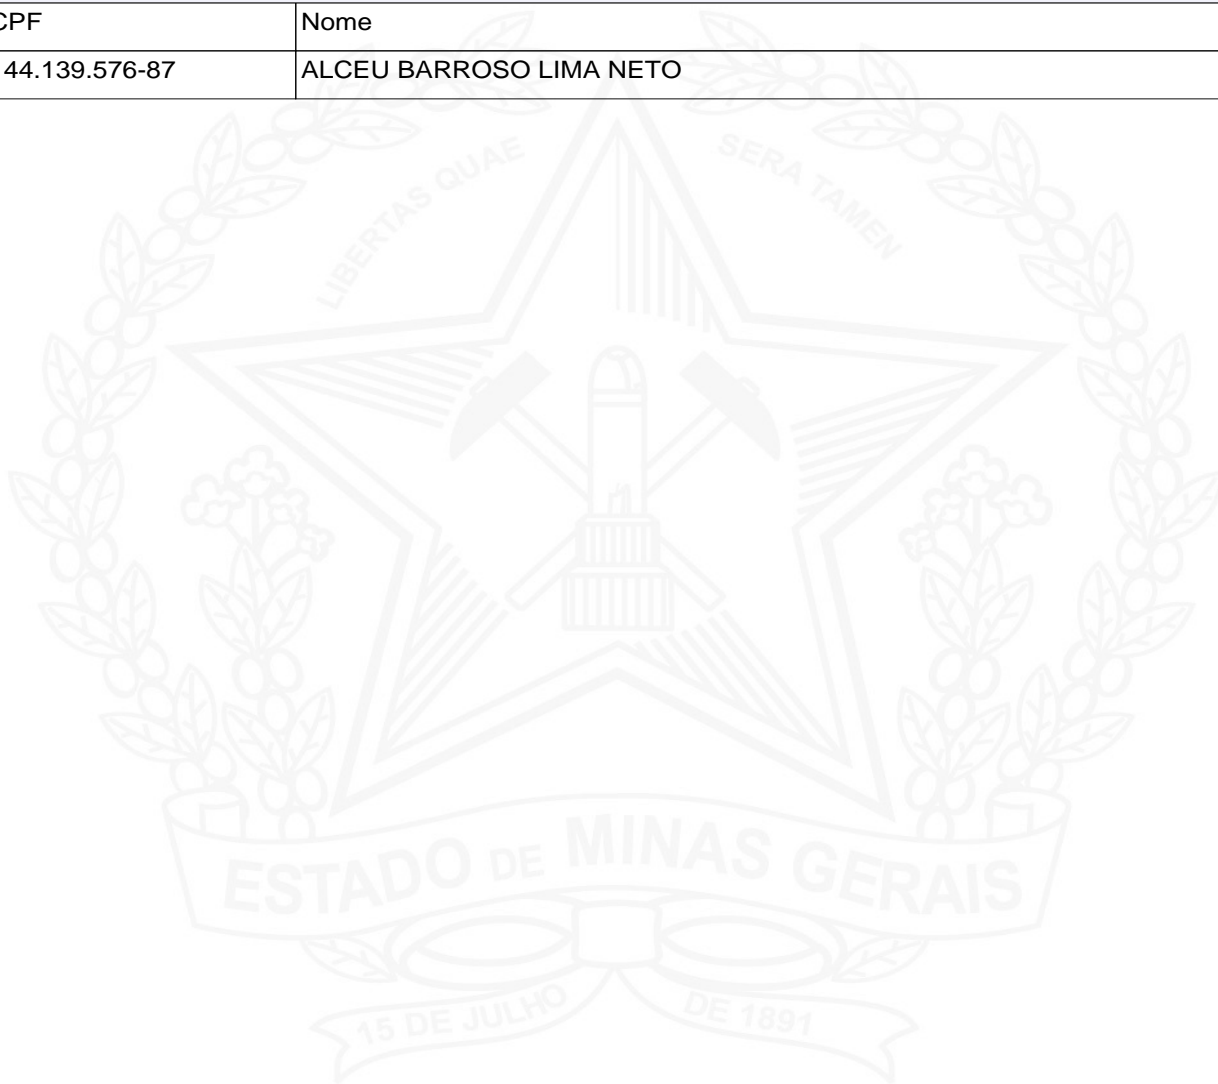 CPF Nome
44.139.576-87 ALCEU BARROSO LIMA NETO
LIBERTAS QUAE SERA TAMEN
ESTADO DE MINAS GERAIS
15 DE JULHO DE 1891